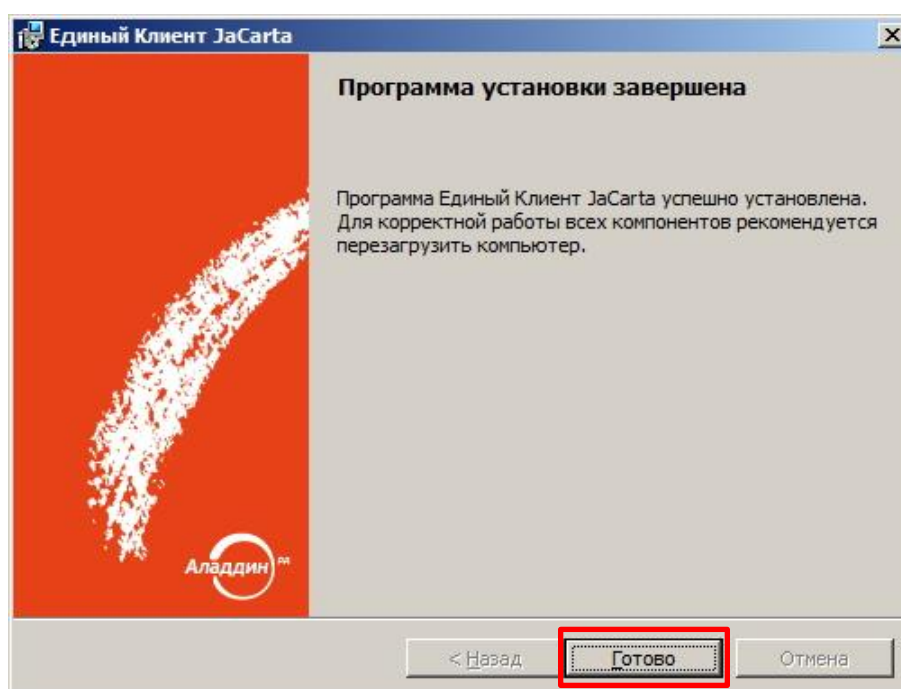 Единый Клиент JaCarta
Программа установки завершена
Программа Единый Клиент JaCarta успешно установлена.
Для корректной работы всех компонентов рекомендуется
перезагрузить компьютер.
Аладдин РД
< Назад
Готово
Отмена